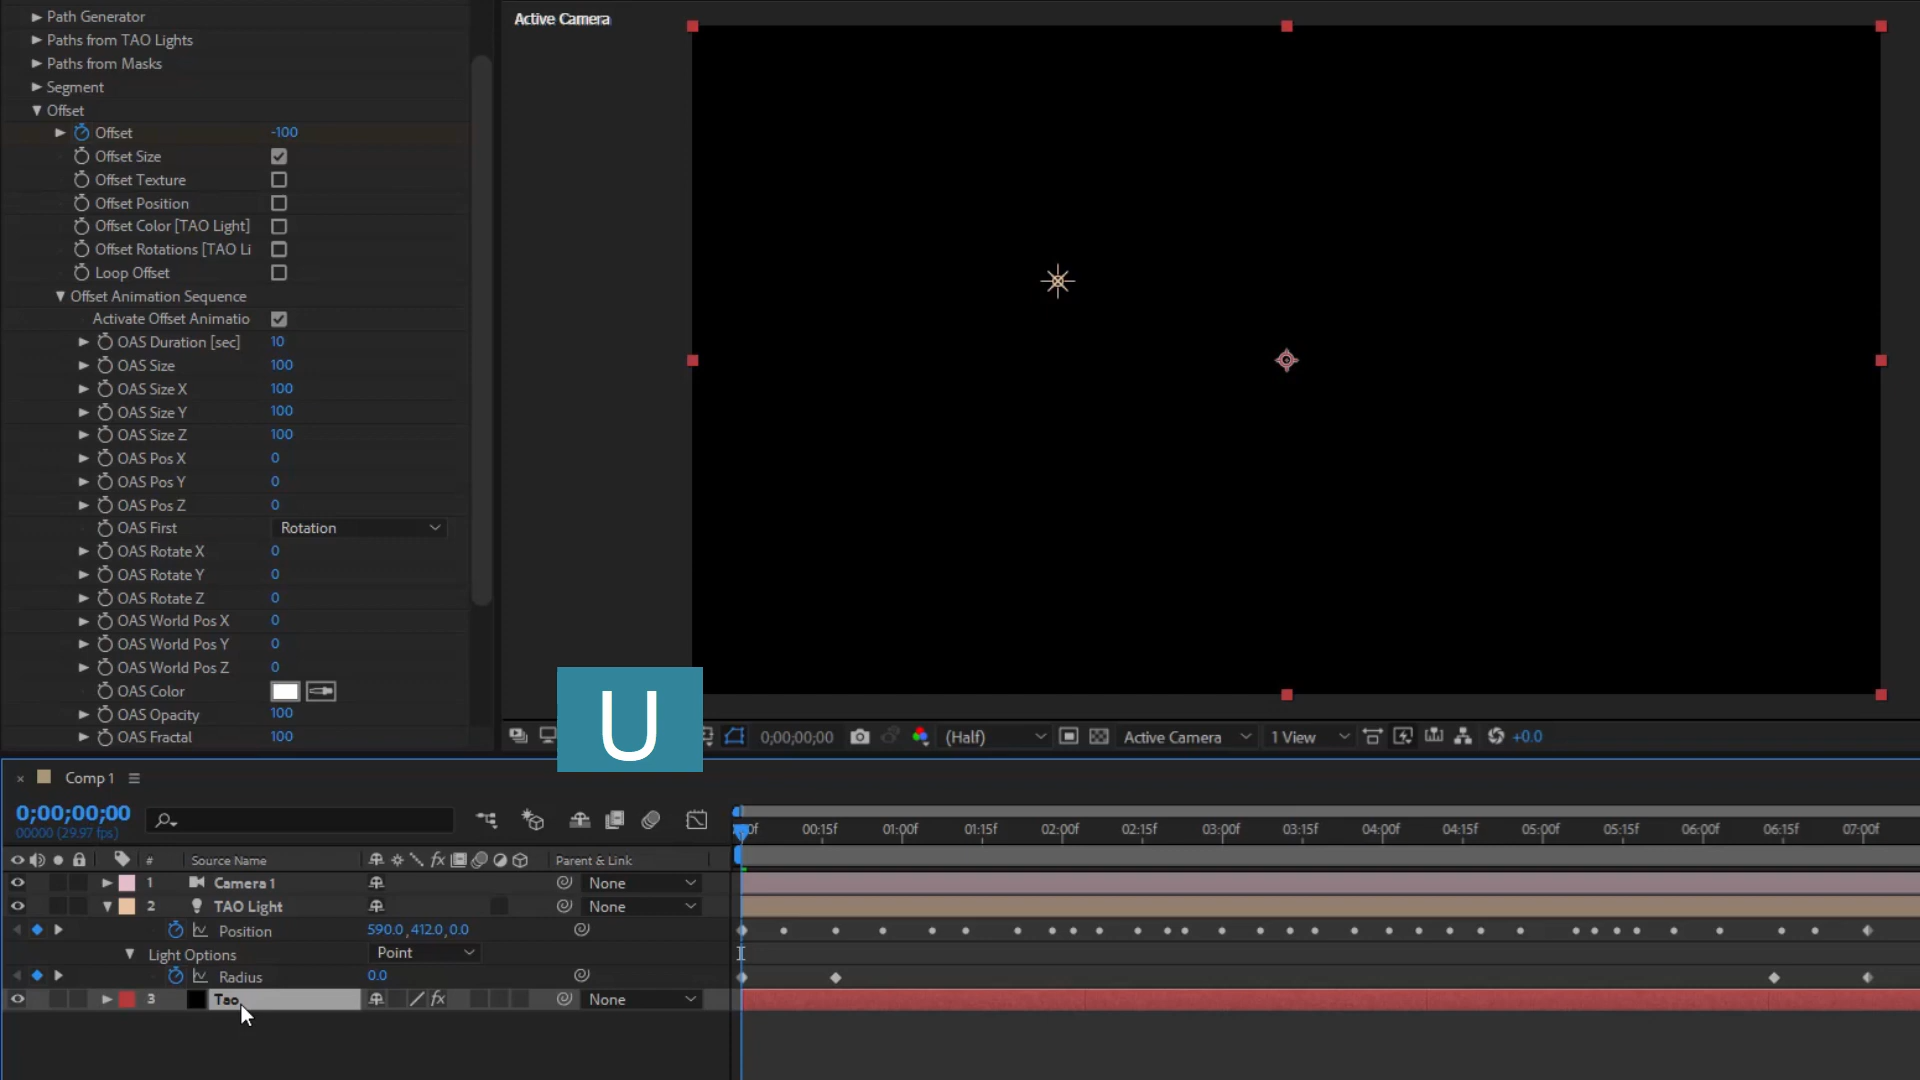 Path Generator
Paths from TAO Lights
Paths from Masks
Segment
Offset
Offset -100
Offset Size
Offset Texture
Offset Position
Offset Color [TAO Light]
Offset Rotations [TAO Li
Loop Offset
Offset Animation Sequence
Activate Offset Animatio
OAS Duration [sec] 10
OAS Size 100
OAS Size X 100
OAS Size Y 100
OAS Size Z 100
OAS Pos X 0
OAS Pos Y 0
OAS Pos Z 0
OAS First Rotation
OAS Rotate X 0
OAS Rotate Y 0
OAS Rotate Z 0
OAS World Pos X 0
OAS World Pos Y 0
OAS World Pos Z 0
OAS Color
OAS Opacity 100
OAS Fractal 100
Active Camera
U
0;00;00;00 (Half) Active Camera 1 View +0.0
Comp 1
0;00;00;00
00000 (29.97 fps)
00:15f 01:00f 01:15f 02:00f 02:15f 03:00f 03:15f 04:00f 04:15f 05:00f 05:15f 06:00f 06:15f 07:00f
# Source Name fx Parent & Link
1 Camera 1 None
2 TAO Light None
Position 590.0,412.0,0.0
Light Options Point
Radius 0.0
3 Tao fx None